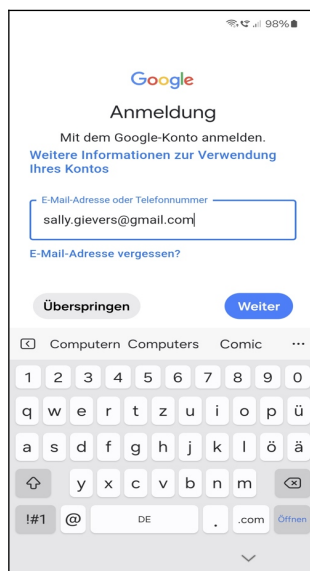 98%
Google
Anmeldung
Mit dem Google-Konto anmelden.
Weitere Informationen zur Verwendung
Ihres Kontos
E-Mail-Adresse oder Telefonnummer
sally.gievers@gmail.com
E-Mail-Adresse vergessen?
Überspringen Weiter
Computern Computers Comic ...
1 2 3 4 5 6 7 8 9 0
q w e r t z u i o p ü
a s d f g h j k l ö ä
y x c v b n m
!#1 @ DE . .com Öffnen